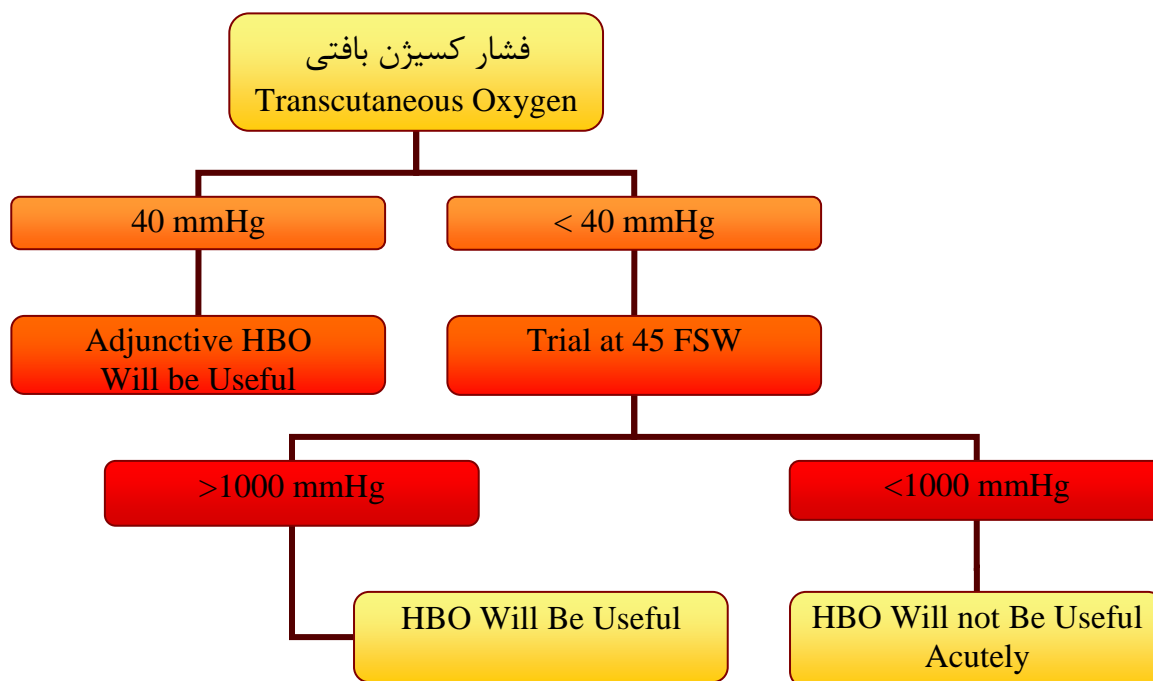 فشار کسیژن بافتی
Transcutaneous Oxygen
40 mmHg
< 40 mmHg
Adjunctive HBO
Will be Useful
Trial at 45 FSW
>1000 mmHg
<1000 mmHg
HBO Will Be Useful
HBO Will not Be Useful
Acutely